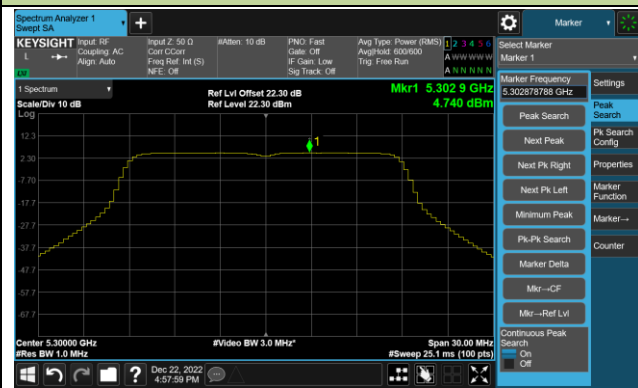 Spectrum Analyzer 1
Swept SA
Marker
KEYSIGHT
L
Input: RF
Coupling: AC
Align: Auto
Input Z: 50 Ω
Corr CCorr
Freq Ref: Int (S)
NFE: Off
#Atten: 10 dB
PNO: Fast
Gate: Off
IF Gain: Low
Sig Track: Off
Avg Type: Power (RMS)
Avg|Hold: 600/600
Trig: Free Run
1 2 3 4 5 6
A W W W W W
A N N N N N
Select Marker
Marker 1
1 Spectrum
Scale/Div 10 dB
Log
Ref Lvl Offset 22.30 dB
Ref Level 22.30 dBm
Mkr1 5.302 9 GHz
4.740 dBm
12.3
2.30
-7.70
-17.7
-27.7
-37.7
-47.7
-57.7
-67.7
1
Center 5.30000 GHz
#Res BW 1.0 MHz
#Video BW 3.0 MHz*
Span 30.00 MHz
#Sweep 25.1 ms (100 pts)
Marker Frequency
5.302878788 GHz
Peak Search
Next Peak
Next Pk Right
Next Pk Left
Minimum Peak
Pk-Pk Search
Marker Delta
Mkr→CF
Mkr→Ref Lvl
Continuous Peak
Search
On
Off
Settings
Peak
Search
Pk Search
Config
Properties
Marker
Function
Marker→
Counter
Dec 22, 2022
4:57:59 PM